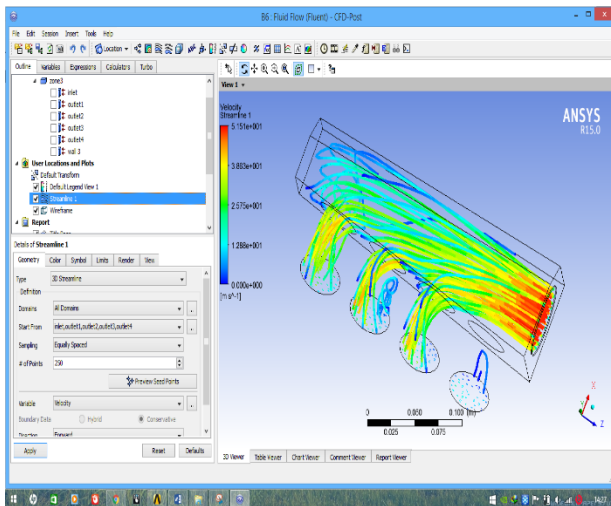 B6 : Fluid Flow (Fluent) - CFD-Post
File Edit Session Insert Tools Help
Location
Outline Variables Expressions Calculators Turbo
zone3
inlet
outlet1
outlet2
outlet3
outlet4
wall 3
User Locations and Plots
Default Transform
Default Legend View 1
Streamline 1
Wireframe
Report
Details of Streamline 1
Geometry Color Symbol Limits Render View
Type 3D Streamline
Definition
Domains All Domains
Start From inlet,outlet1,outlet2,outlet3,outlet4
Sampling Equally Spaced
# of Points 250
Preview Seed Points
Variable Velocity
Boundary Data Hybrid Conservative
Direction Forward
Apply Reset Defaults
View 1
Velocity
Streamline 1
5.151e+001
3.863e+001
2.575e+001
1.288e+001
0.000e+000
[m s^-1]
ANSYS
R15.0
0 0.050 0.100 (m)
0.025 0.075
X
Y
Z
3D Viewer Table Viewer Chart Viewer Comment Viewer Report Viewer
14:27